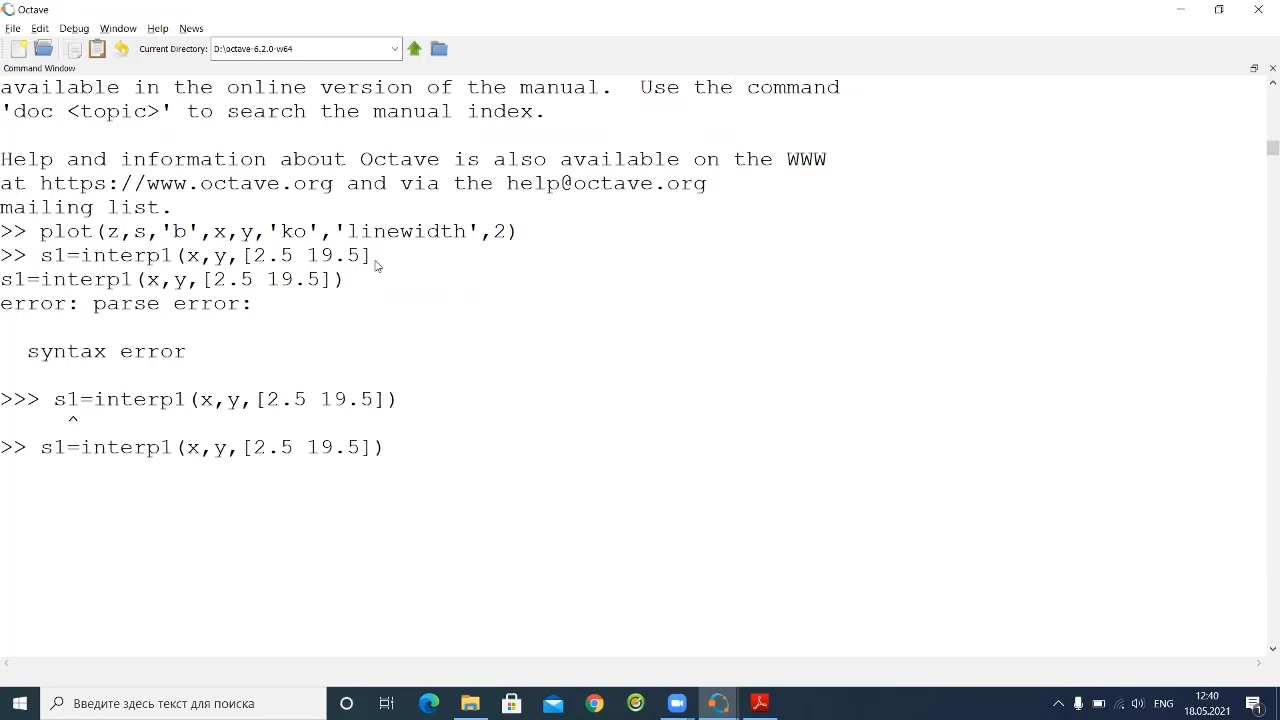 Octave
File Edit Debug Window Help News
Current Directory: D:\octave-6.2.0-w64
Command Window
available in the online version of the manual.  Use the command
'doc <topic>' to search the manual index.
Help and information about Octave is also available on the WWW
at https://www.octave.org and via the help@octave.org
mailing list.
>> plot(z,s,'b',x,y,'ko','linewidth',2)
>> s1=interp1(x,y,[2.5 19.5]
s1=interp1(x,y,[2.5 19.5])
error: parse error:
  syntax error
>>> s1=interp1(x,y,[2.5 19.5])
     ^
>> s1=interp1(x,y,[2.5 19.5])
Введите здесь текст для поиска
ENG
12:40
18.05.2021
1